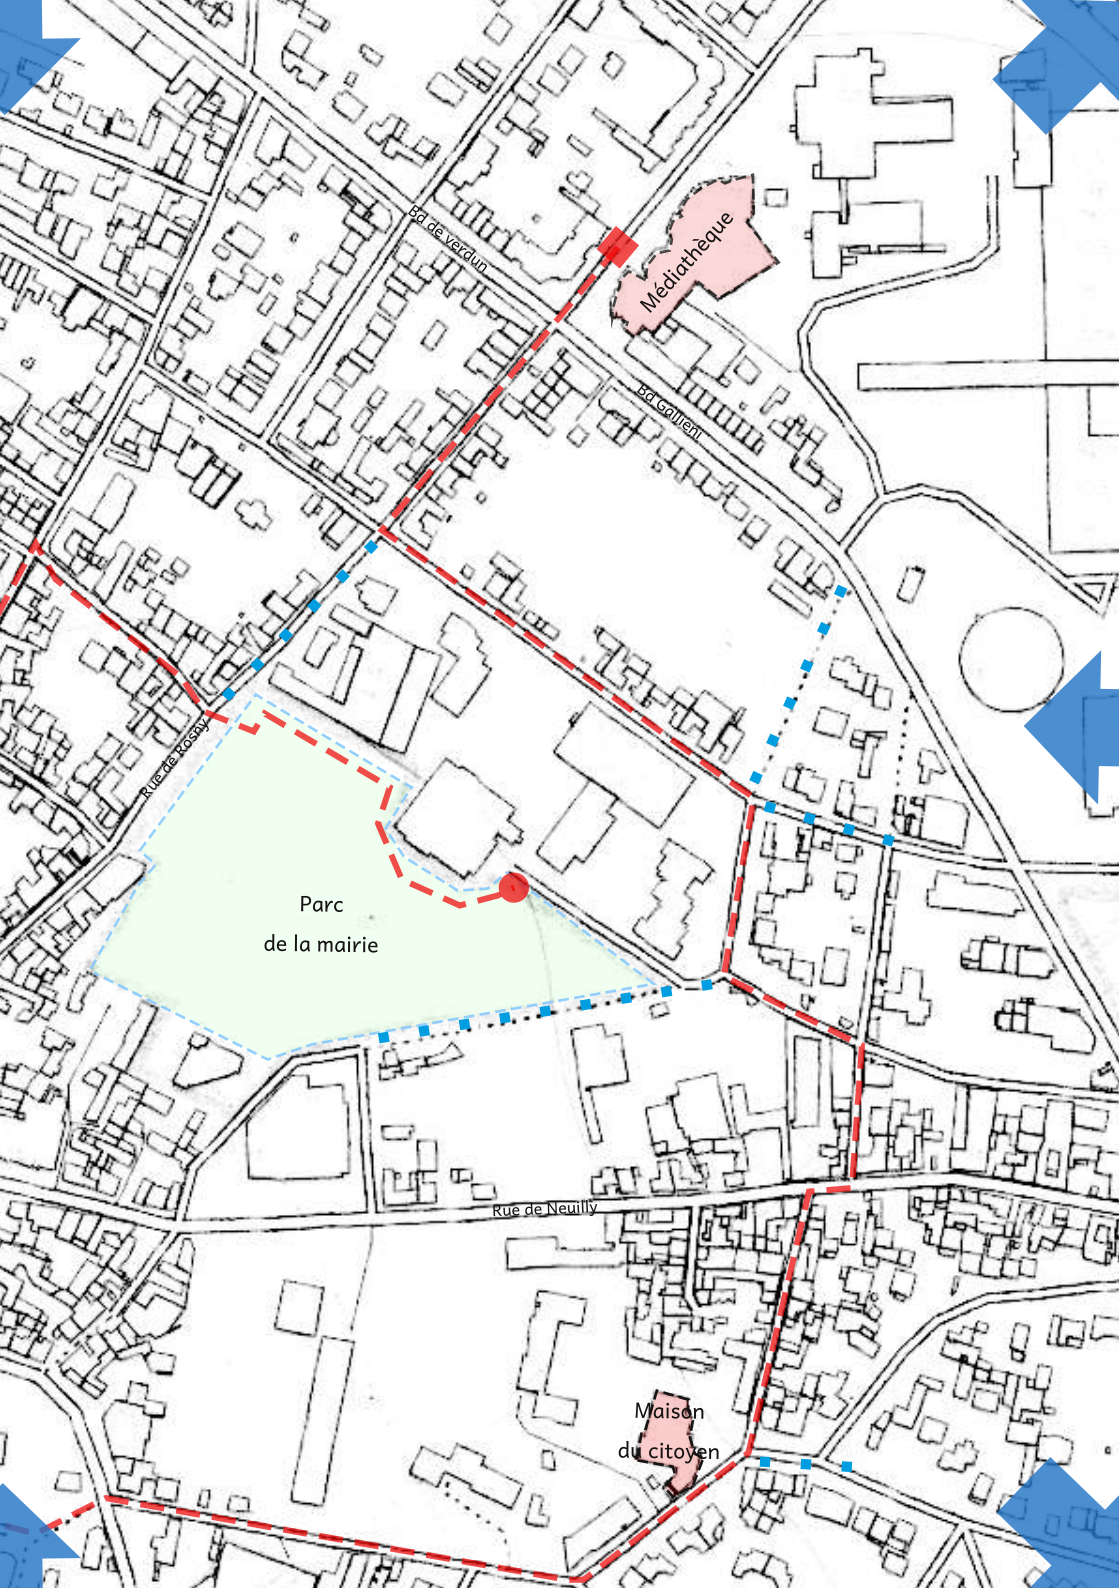 Bd de verdun
Médiathèque
Bd Gallieni
Rue de Rosny
Parc
de la mairie
Rue de Neuilly
Maison
du citoyen